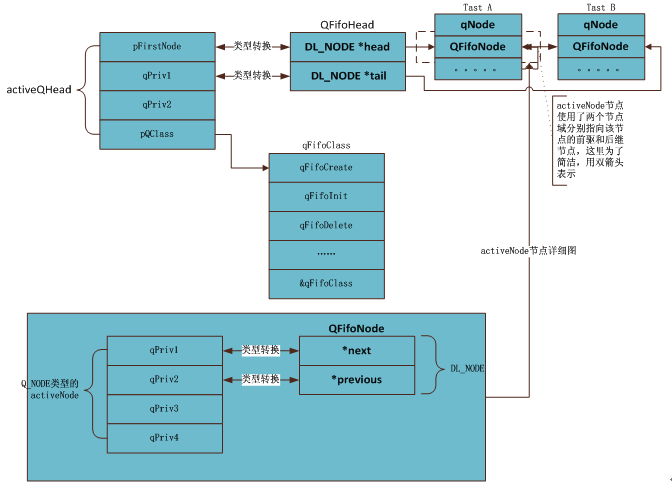 Tast A
Tast B
QFifoHead
qNode
qNode
pFirstNode
类型转换
DL_NODE *head
QFifoNode
QFifoNode
qPriv1
类型转换
DL_NODE *tail
。。。。。
。。。。。
activeQHead
qPriv2
pQClass
activeNode节点
使用了两个节点
域分别指向该节
点的前驱和后继
节点，这里为了
简洁，用双箭头
表示
qFifoClass
qFifoCreate
qFifoInit
qFifoDelete
……
&qFifoClass
activeNode节点详细图
QFifoNode
qPriv1
类型转换
*next
Q_NODE类型的
activeNode
qPriv2
类型转换
*previous
DL_NODE
qPriv3
qPriv4